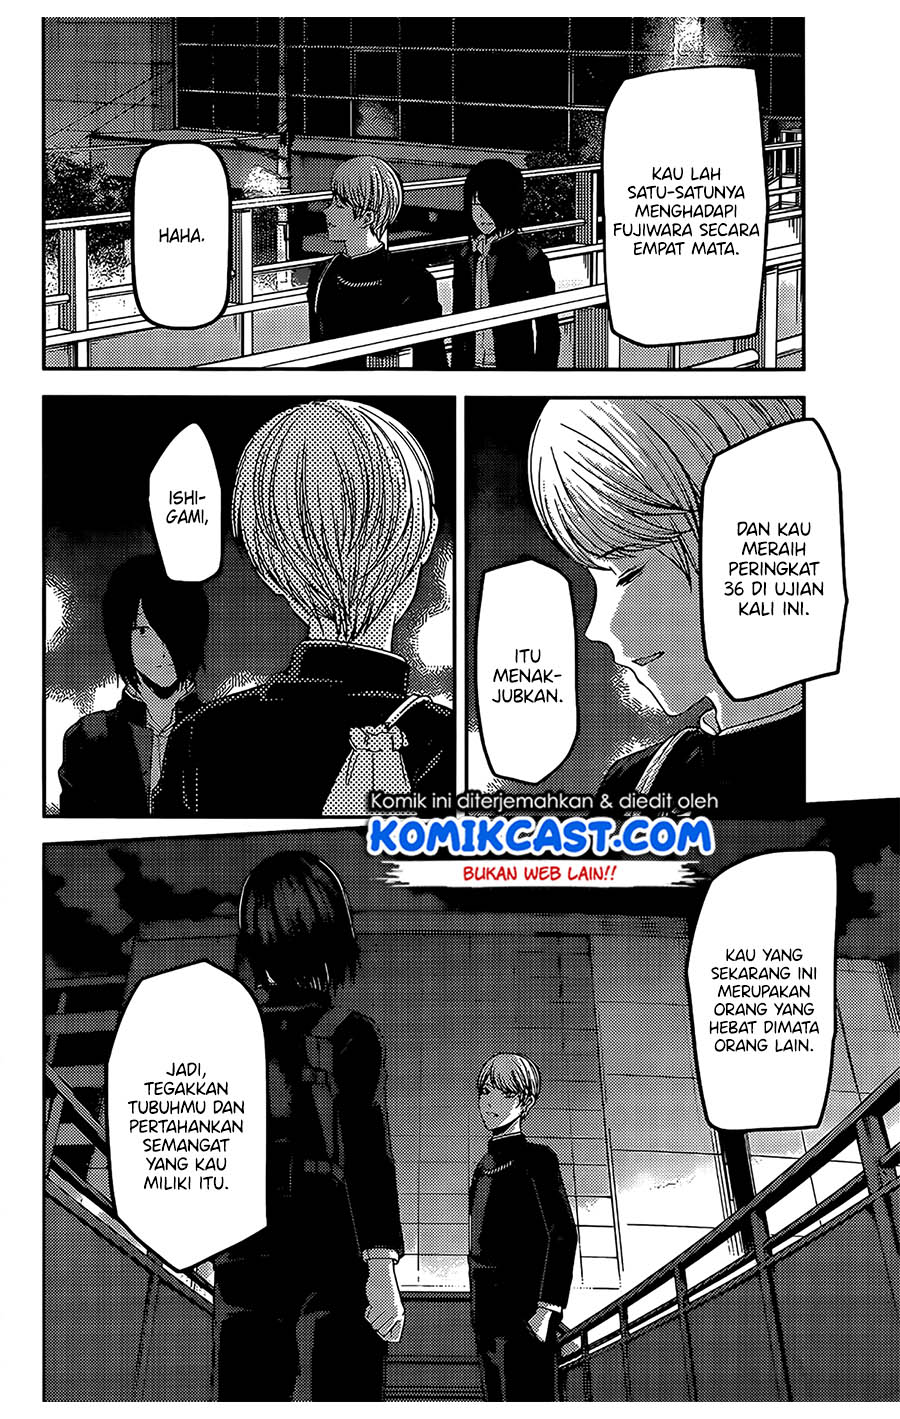 KAU LAH
SATU-SATUNYA
MENGHADAPI
FUJIWARA SECARA
EMPAT MATA.
HAHA.
DAN KAU
MERAIH
PERINGKAT
36 DI UJIAN
KALI INI.
ITU
MENAK-
JUBKAN.
ISHI-
GAMI,
Komik ini diterjemahkan & diedit oleh
KOMIKCAST.COM
BUKAN WEB LAIN!!
KAU YANG
SEKARANG INI
MERUPAKAN
ORANG YANG
HEBAT DIMATA
ORANG LAIN.
JADI,
TEGAKKAN
TUBUHMU DAN
PERTAHANKAN
SEMANGAT
YANG KAU
MILIKI ITU.